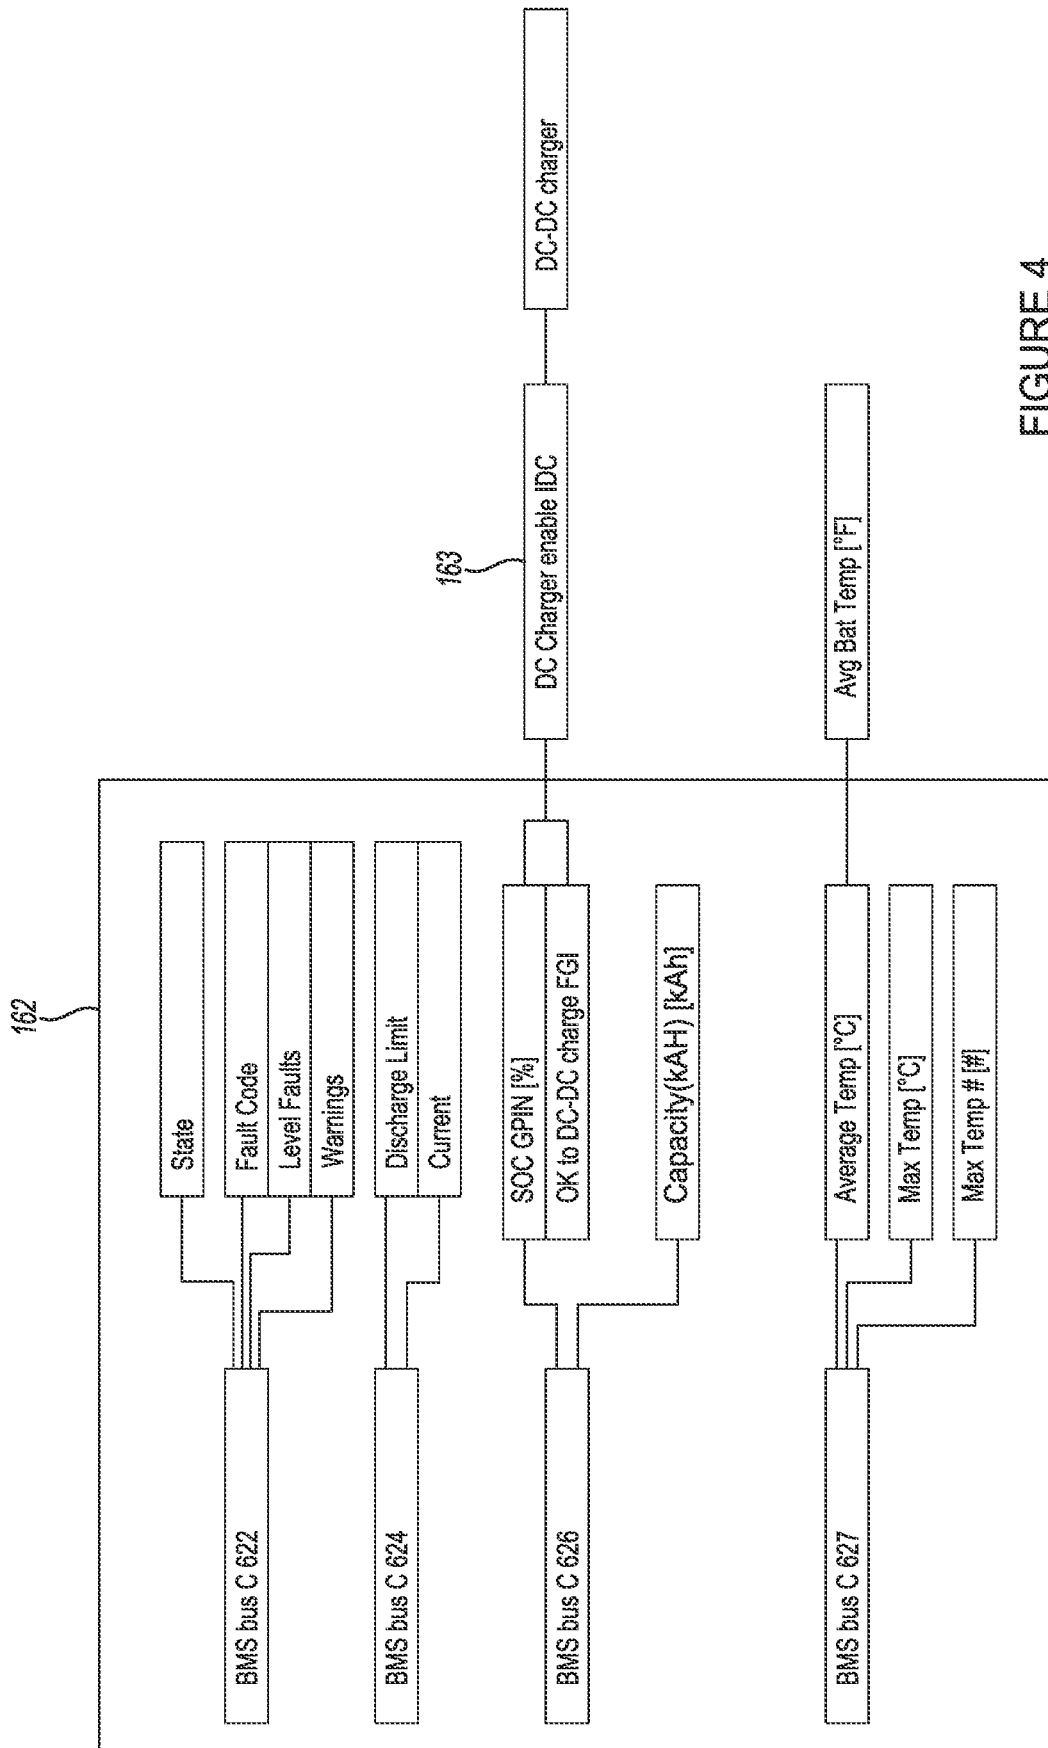 162
State
Fault Code
Level Faults
Warnings
Discharge Limit
Current
SOC GPIN [%]
OK to DC-DC charge FGI
Capacity(kAH) [kAh]
Average Temp [°C]
Max Temp [°C]
Max Temp # [#]
BMS bus C 622
BMS bus C 624
BMS bus C 626
BMS bus C 627
163
DC Charger enable IDC
Avg Bat Temp [°F]
DC-DC charger
FIGURE 4